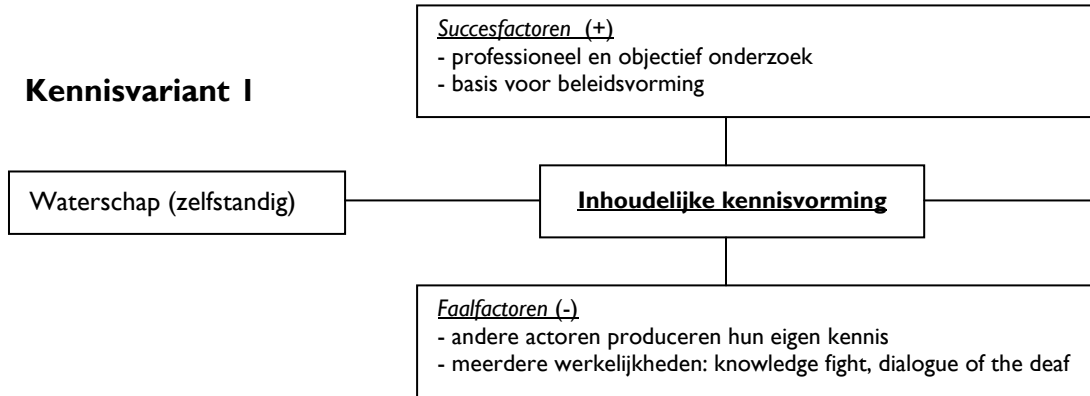 Succesfactoren (+)
- professioneel en objectief onderzoek
- basis voor beleidsvorming
Kennisvariant 1
Waterschap (zelfstandig)
Inhoudelijke kennisvorming
Faalfactoren (-)
- andere actoren produceren hun eigen kennis
- meerdere werkelijkheden: knowledge fight, dialogue of the deaf